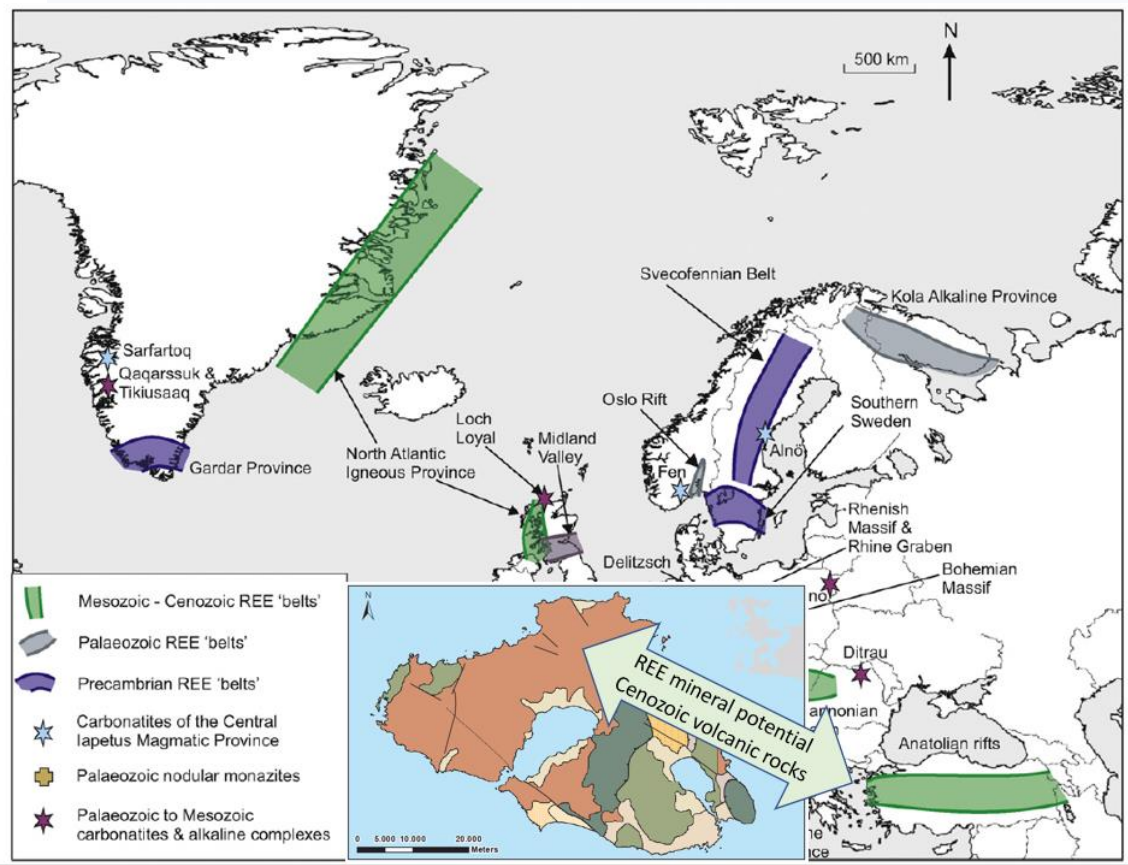 N
500 km
Svecofennian Belt
Kola Alkaline Province
Sarfartoq
Qaqarssuk &
Tikiusaaq
Gardar Province
North Atlantic
Igneous Province
Loch
Loyal
Midland
Valley
Oslo Rift
Fen
Alnö
Southern
Sweden
Delitzsch
Rhenish
Massif &
Rhine Graben
Bohemian
Massif
Ditrau
Anatolian rifts
Mesozoic - Cenozoic REE 'belts'
Palaeozoic REE 'belts'
Precambrian REE 'belts'
Carbonatites of the Central
Iapetus Magmatic Province
Palaeozoic nodular monazites
Palaeozoic to Mesozoic
carbonatites & alkaline complexes
N
REE mineral potential
Cenozoic volcanic rocks
0 5.000 10.000 20.000
Meters